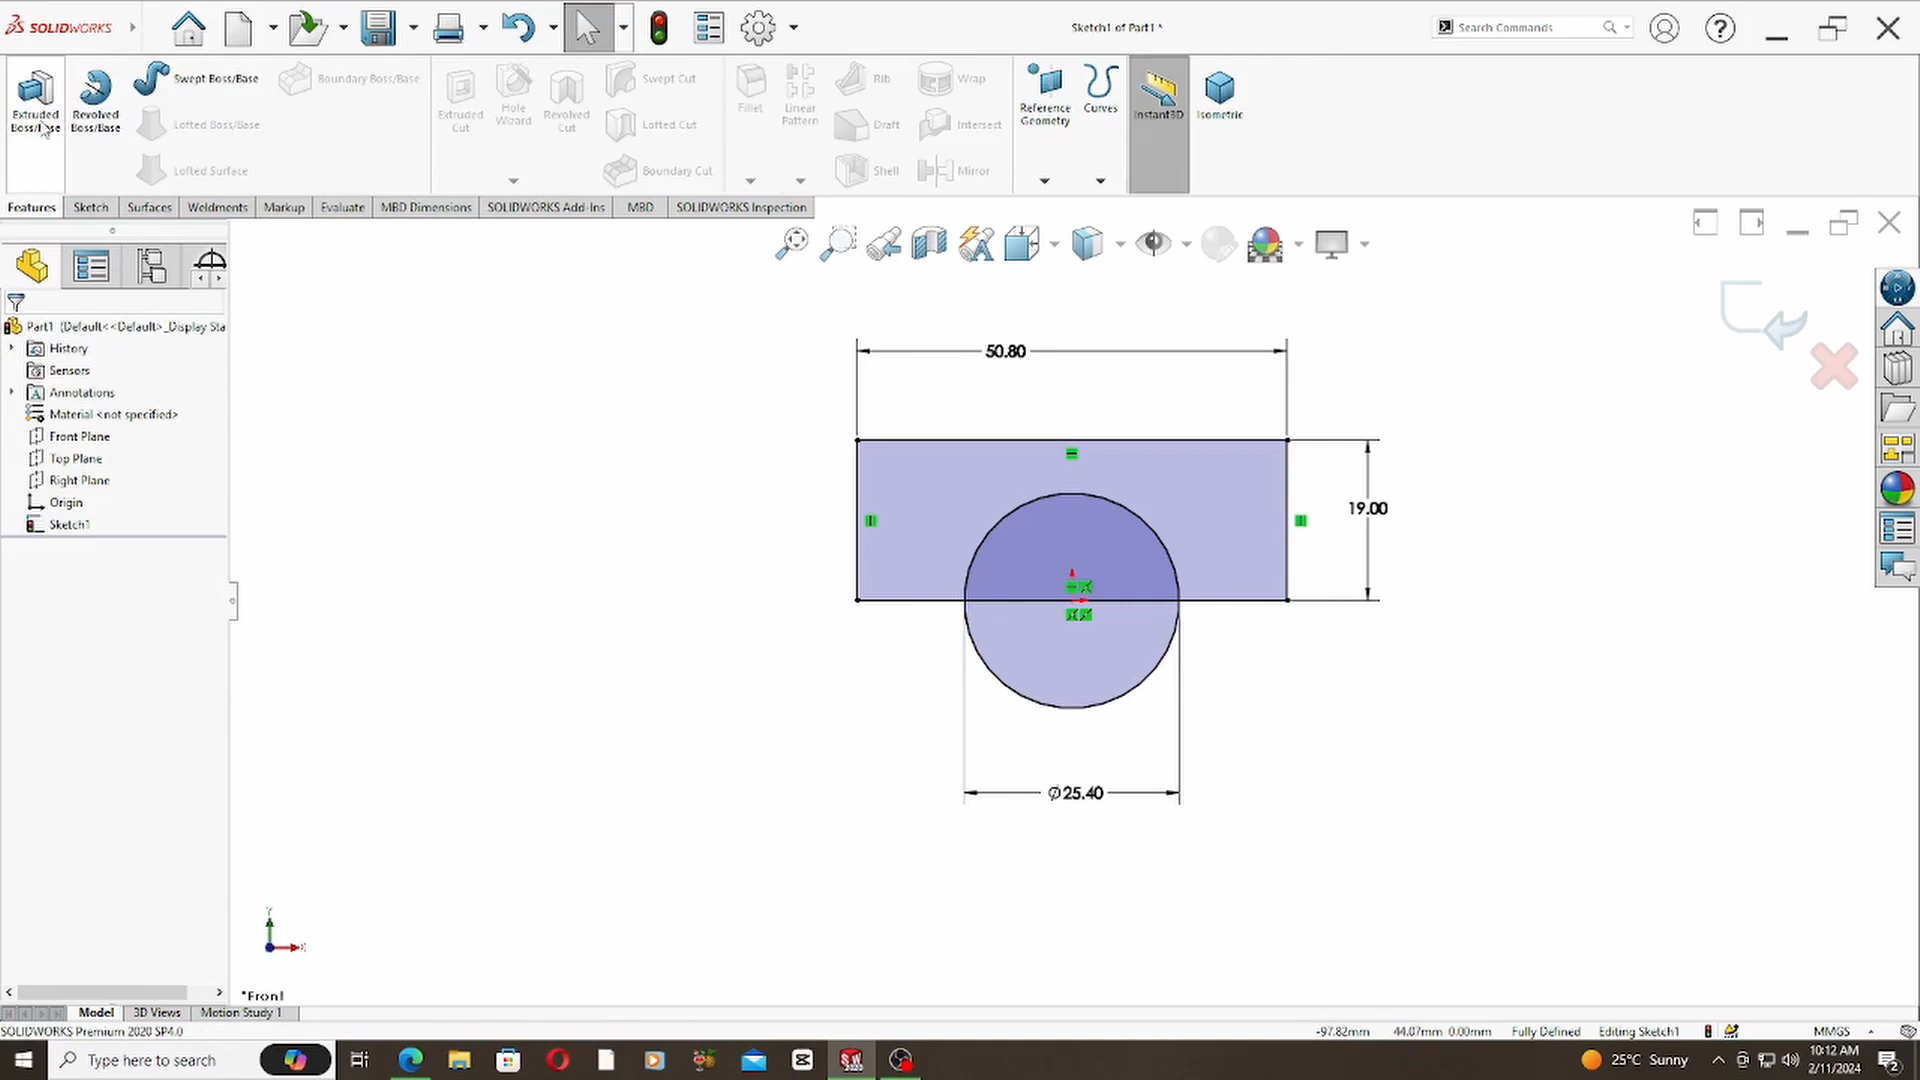 SOLIDWORKS
Sketch1 of Part1 *
Search Commands
Extruded Boss/Base
Revolved Boss/Base
Swept Boss/Base
Lofted Boss/Base
Lofted Surface
Boundary Boss/Base
Extruded Cut
Hole Wizard
Revolved Cut
Swept Cut
Lofted Cut
Boundary Cut
Fillet
Linear Pattern
Rib
Draft
Shell
Wrap
Intersect
Mirror
Reference Geometry
Curves
Instant3D
Isometric
Features
Sketch
Surfaces
Weldments
Markup
Evaluate
MBD Dimensions
SOLIDWORKS Add-Ins
MBD
SOLIDWORKS Inspection
Part1 (Default<<Default>_Display Sta
History
Sensors
Annotations
Material <not specified>
Front Plane
Top Plane
Right Plane
Origin
Sketch1
50.80
19.00
Ø25.40
Y
X
*Front
Model
3D Views
Motion Study 1
SOLIDWORKS Premium 2020 SP4.0
-97.82mm
44.07mm 0.00mm
Fully Defined
Editing Sketch1
MMGS
Type here to search
SW
2020
25°C Sunny
10:12 AM
2/11/2024
2